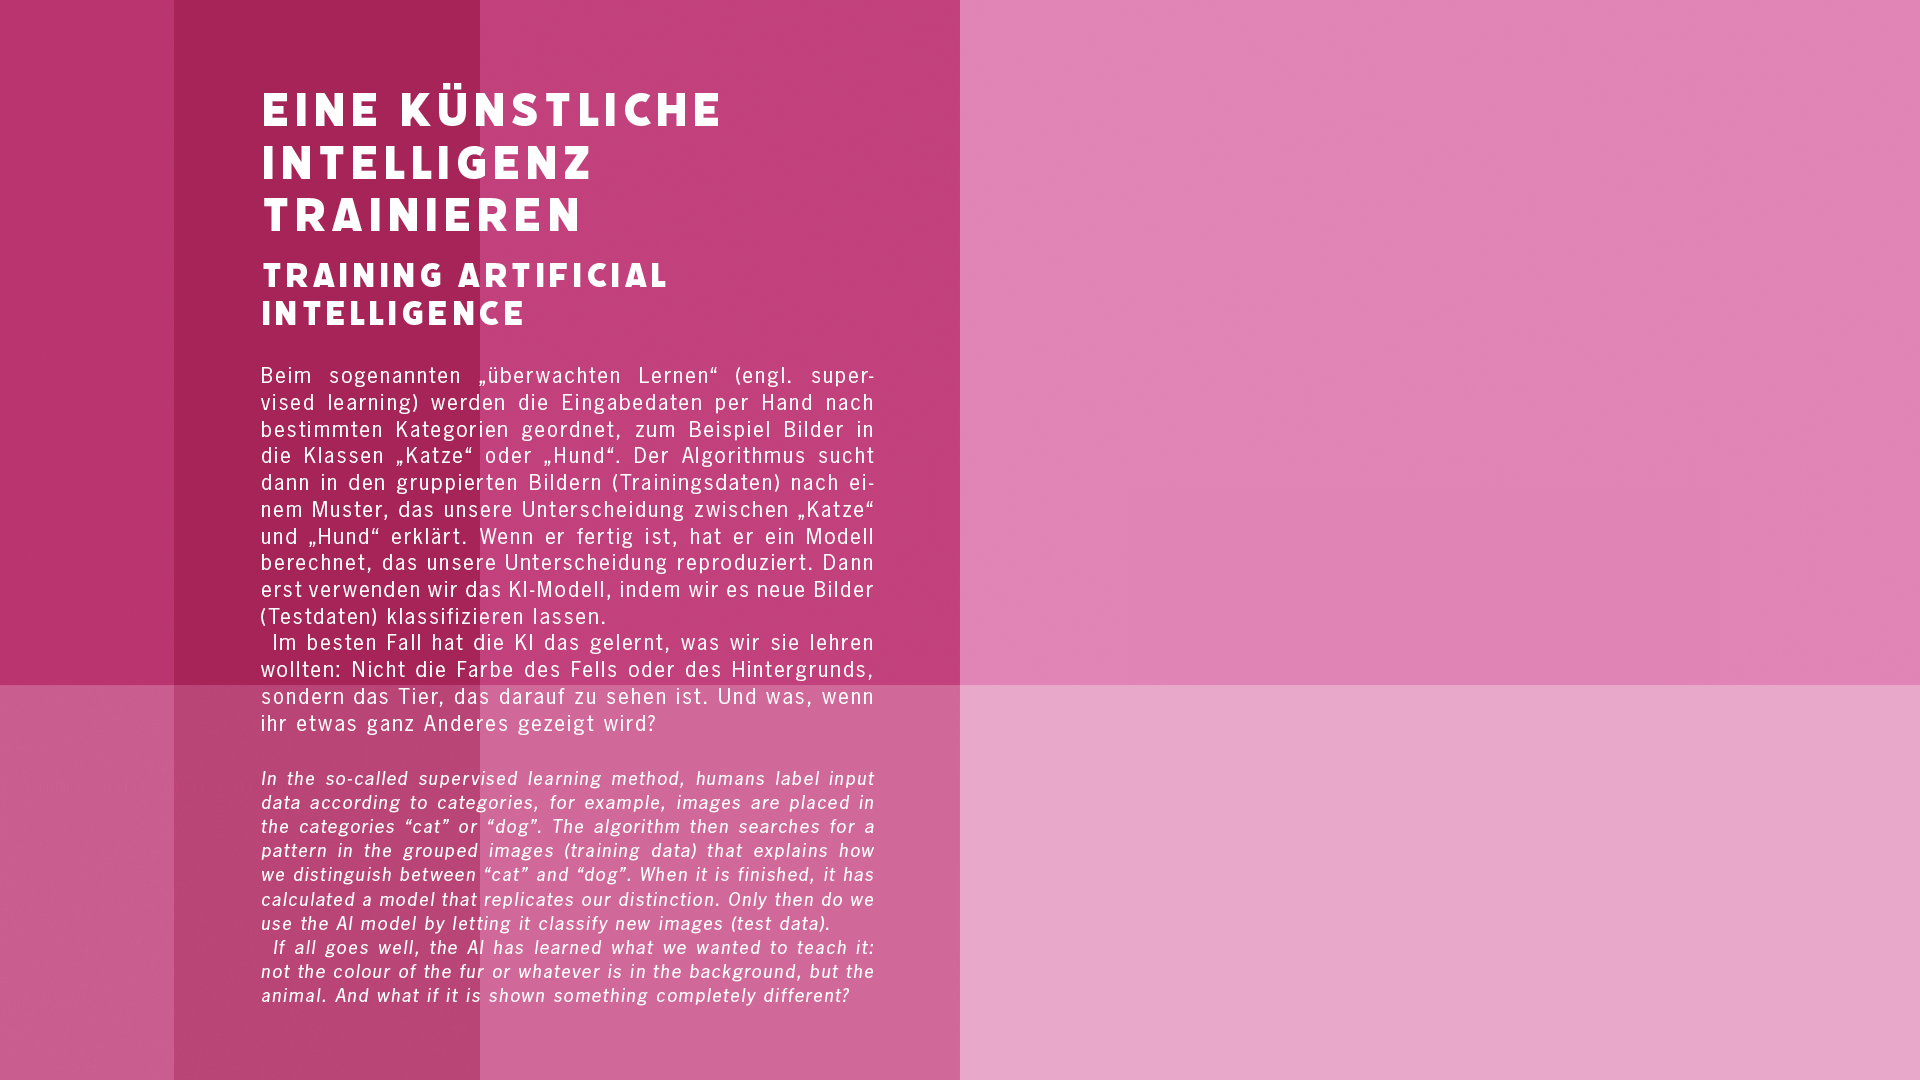 EINE KÜNSTLICHE
INTELLIGENZ
TRAINIEREN
TRAINING ARTIFICIAL
INTELLIGENCE
Beim sogenannten „überwachten Lernen“ (engl. super-
vised learning) werden die Eingabedaten per Hand nach
bestimmten Kategorien geordnet, zum Beispiel Bilder in
die Klassen „Katze“ oder „Hund“. Der Algorithmus sucht
dann in den gruppierten Bildern (Trainingsdaten) nach ei-
nem Muster, das unsere Unterscheidung zwischen „Katze“
und „Hund“ erklärt. Wenn er fertig ist, hat er ein Modell
berechnet, das unsere Unterscheidung reproduziert. Dann
erst verwenden wir das KI-Modell, indem wir es neue Bilder
(Testdaten) klassifizieren lassen.
Im besten Fall hat die KI das gelernt, was wir sie lehren
wollten: Nicht die Farbe des Fells oder des Hintergrunds,
sondern das Tier, das darauf zu sehen ist. Und was, wenn
ihr etwas ganz Anderes gezeigt wird?
In the so-called supervised learning method, humans label input
data according to categories, for example, images are placed in
the categories “cat” or “dog”. The algorithm then searches for a
pattern in the grouped images (training data) that explains how
we distinguish between “cat” and “dog”. When it is finished, it has
calculated a model that replicates our distinction. Only then do we
use the AI model by letting it classify new images (test data).
If all goes well, the AI has learned what we wanted to teach it:
not the colour of the fur or whatever is in the background, but the
animal. And what if it is shown something completely different?